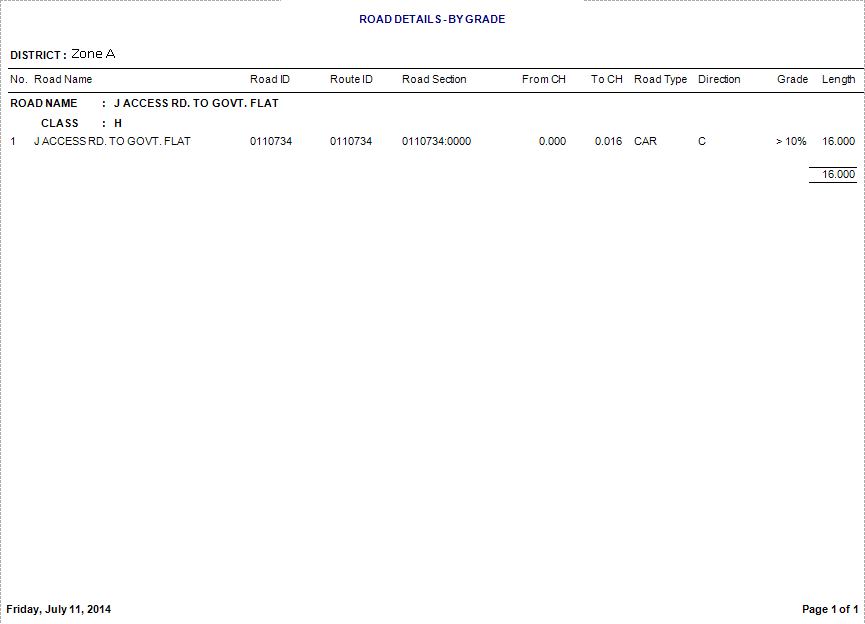 ROAD DETAILS - BY GRADE
DISTRICT : Zone A
No. Road Name Road ID Route ID Road Section From CH To CH Road Type Direction Grade Length
ROAD NAME : J ACCESS RD. TO GOVT. FLAT
CLASS : H
1 J ACCESS RD. TO GOVT. FLAT 0110734 0110734 0110734:0000 0.000 0.016 CAR C > 10% 16.000
16.000
Friday, July 11, 2014 Page 1 of 1